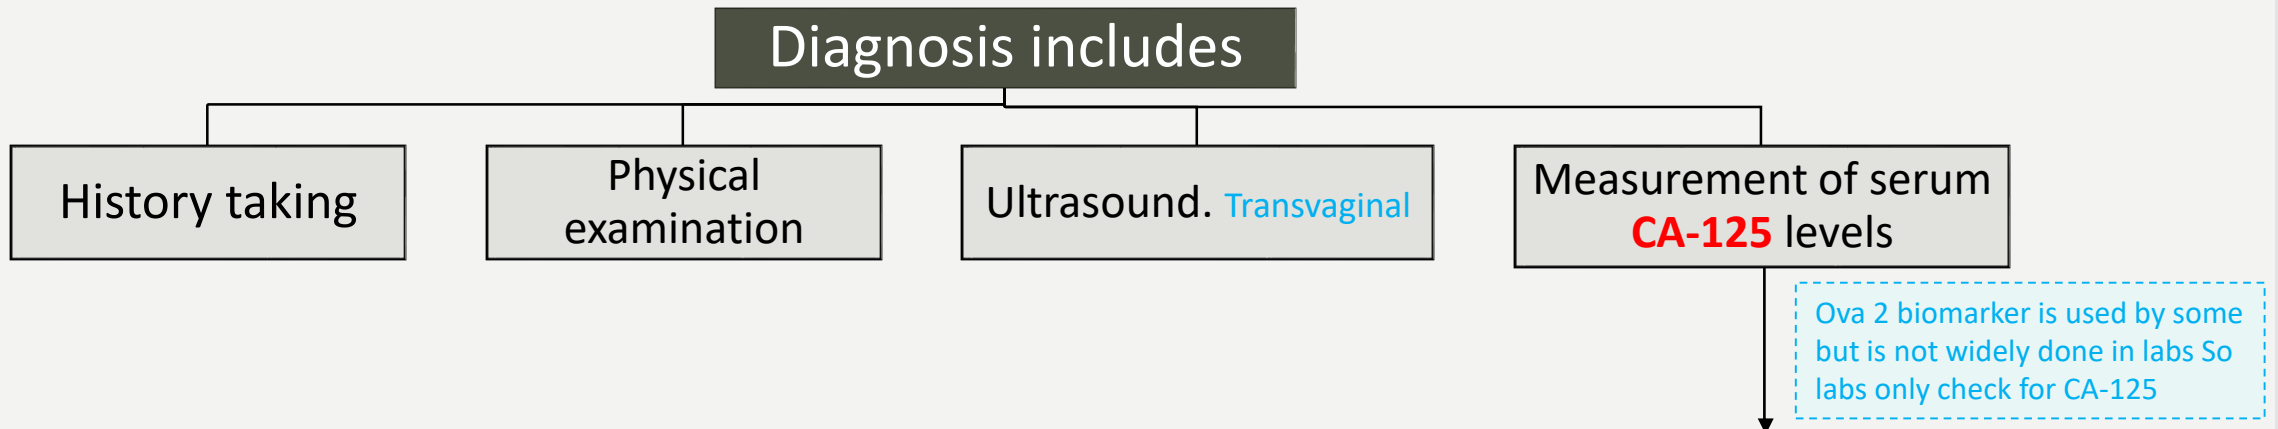 Diagnosis includes
History taking
Physical
examination
Ultrasound. Transvaginal
Measurement of serum
CA-125 levels
Ova 2 biomarker is used by some
but is not widely done in labs So
labs only check for CA-125